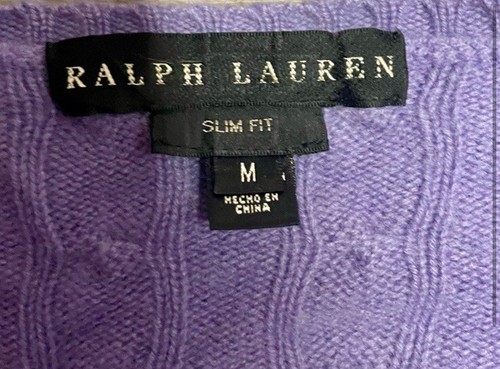 RALPH LAUREN
SLIM FIT
M
HECHO EN
CHINA